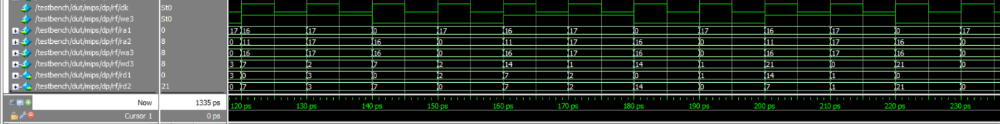 /testbench/dut/mips/dp/rf/clk St0
/testbench/dut/mips/dp/rf/we3 St0
/testbench/dut/mips/dp/rf/ra1 0 17 16 17 0 17 16 17 0 17 16 17 0 17
/testbench/dut/mips/dp/rf/ra2 8 0 11 17 16 0 11 17 16 0 11 17 16 0
/testbench/dut/mips/dp/rf/wa3 8 0 16 17 16 0 16 17 16 0 16 17 16 0
/testbench/dut/mips/dp/rf/wd3 8 3 7 2 7 2 14 1 14 1 21 0 21 0
/testbench/dut/mips/dp/rf/rd1 0 3 0 3 0 2 7 2 0 1 14 1 0
/testbench/dut/mips/dp/rf/rd2 21 0 7 3 7 0 7 2 14 0 7 1 21 0
Now 1335 ps 120 ps 130 ps 140 ps 150 ps 160 ps 170 ps 180 ps 190 ps 200 ps 210 ps 220 ps 230 ps
Cursor 1 0 ps